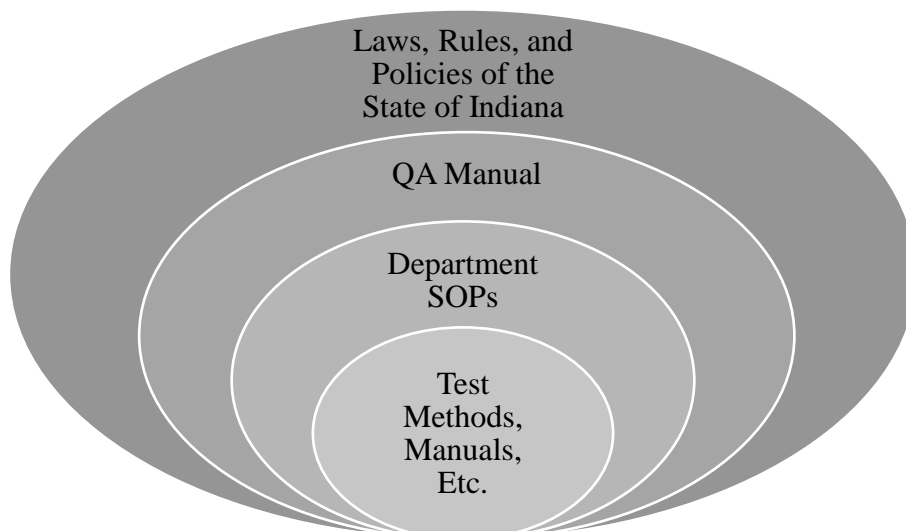 Laws, Rules, and
Policies of the
State of Indiana
QA Manual
Department
SOPs
Test
Methods,
Manuals,
Etc.